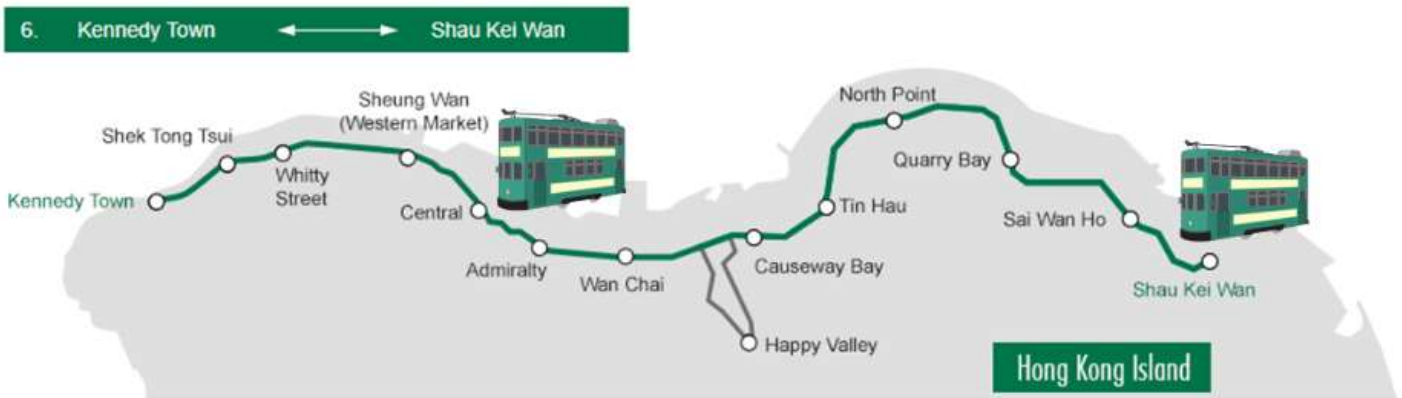 6. Kennedy Town Shau Kei Wan
Sheung Wan
(Western Market)
Shek Tong Tsui
Whitty
Street
Kennedy Town
Central
Admiralty
Wan Chai
Causeway Bay
Happy Valley
Tin Hau
North Point
Quarry Bay
Sai Wan Ho
Shau Kei Wan
Hong Kong Island